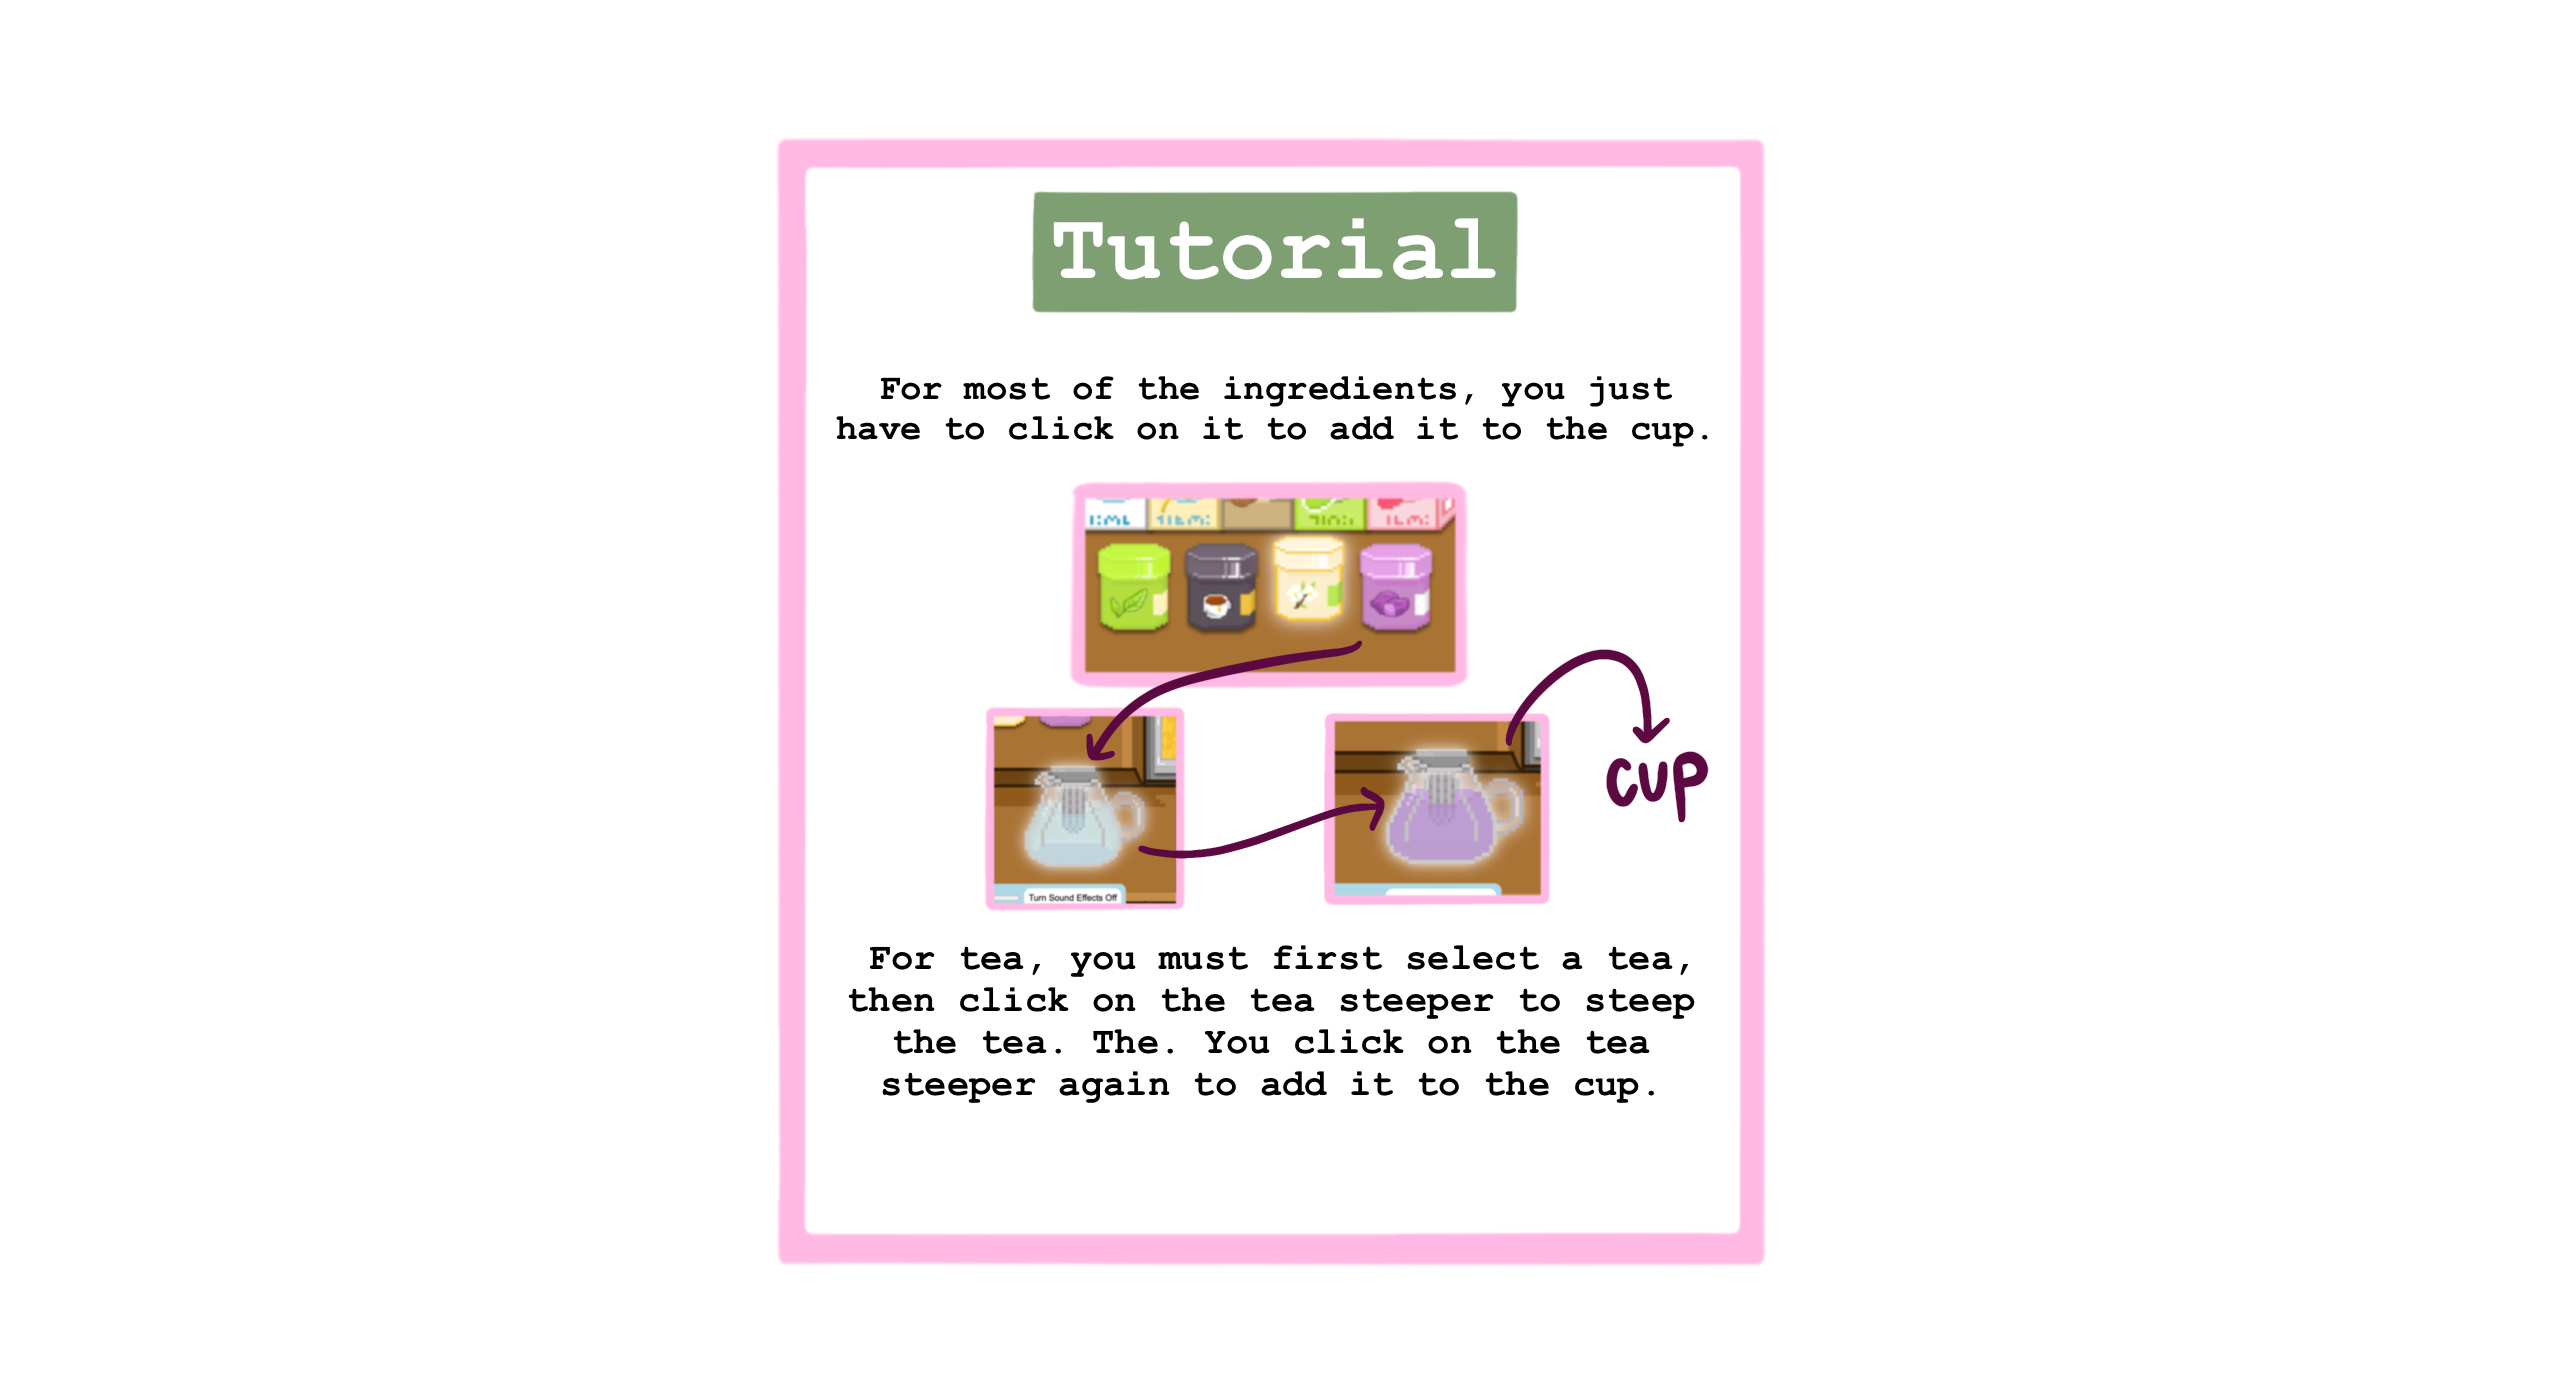 Tutorial
For most of the ingredients, you just
have to click on it to add it to the cup.
cup
Turn Sound Effects Off
For tea, you must first select a tea,
then click on the tea steeper to steep
the tea. The. You click on the tea
steeper again to add it to the cup.